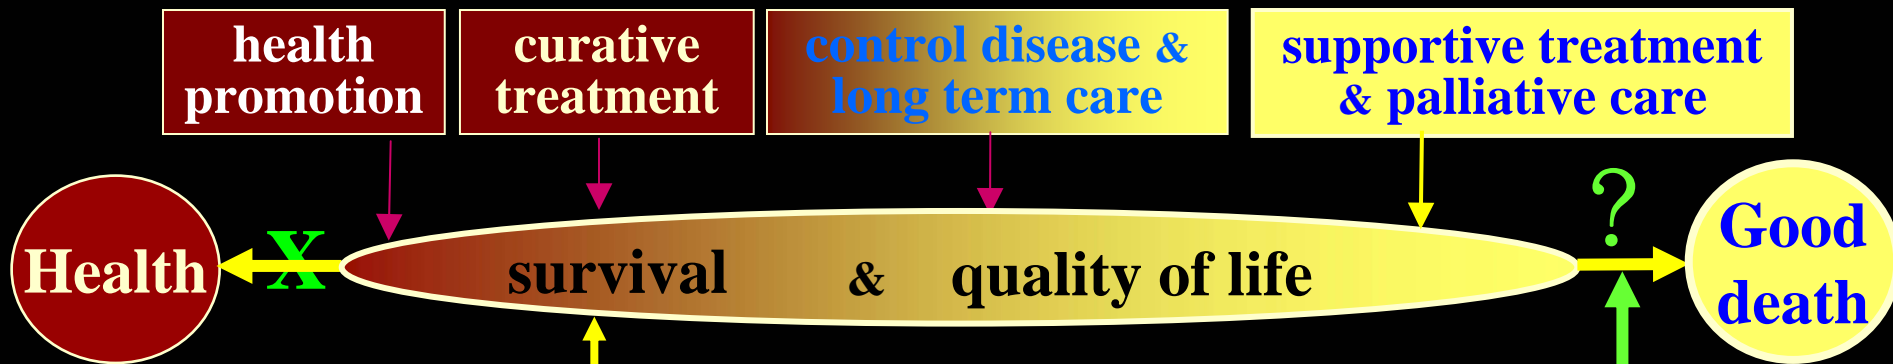 health
promotion
curative
treatment
control disease &
long term care
supportive treatment
& palliative care
Health
X
survival & quality of life
?
Good
death